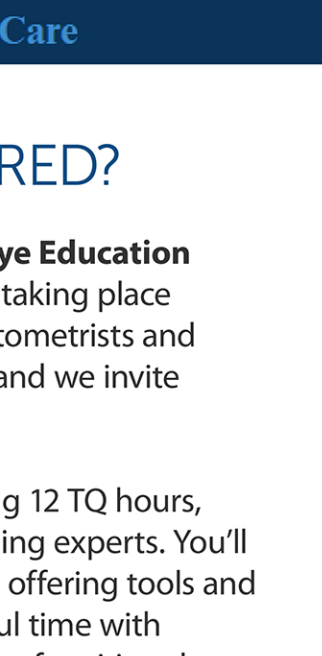 Care
RED?
ye Education
taking place
tometrists and
and we invite
g 12 TQ hours,
ing experts. You'll
offering tools and
ul time with